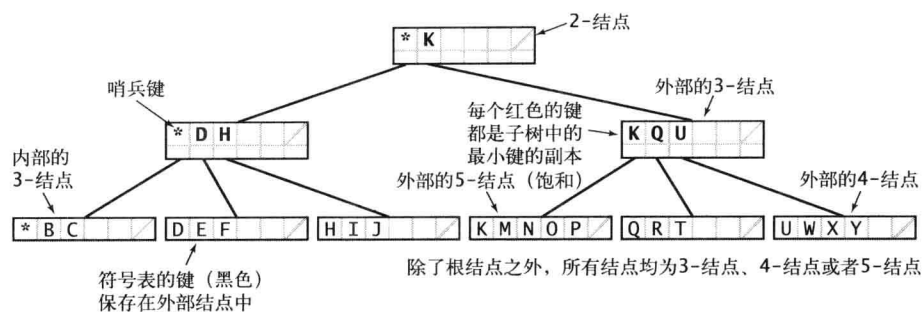 2-结点
* K
哨兵键
外部的3-结点
每个红色的键
都是子树中的
最小键的副本
* D H
K Q U
内部的
3-结点
外部的5-结点（饱和）
外部的4-结点
* B C
D E F
H I J
K M N O P
Q R T
U W X Y
符号表的键（黑色）
保存在外部结点中
除了根结点之外，所有结点均为3-结点、4-结点或者5-结点